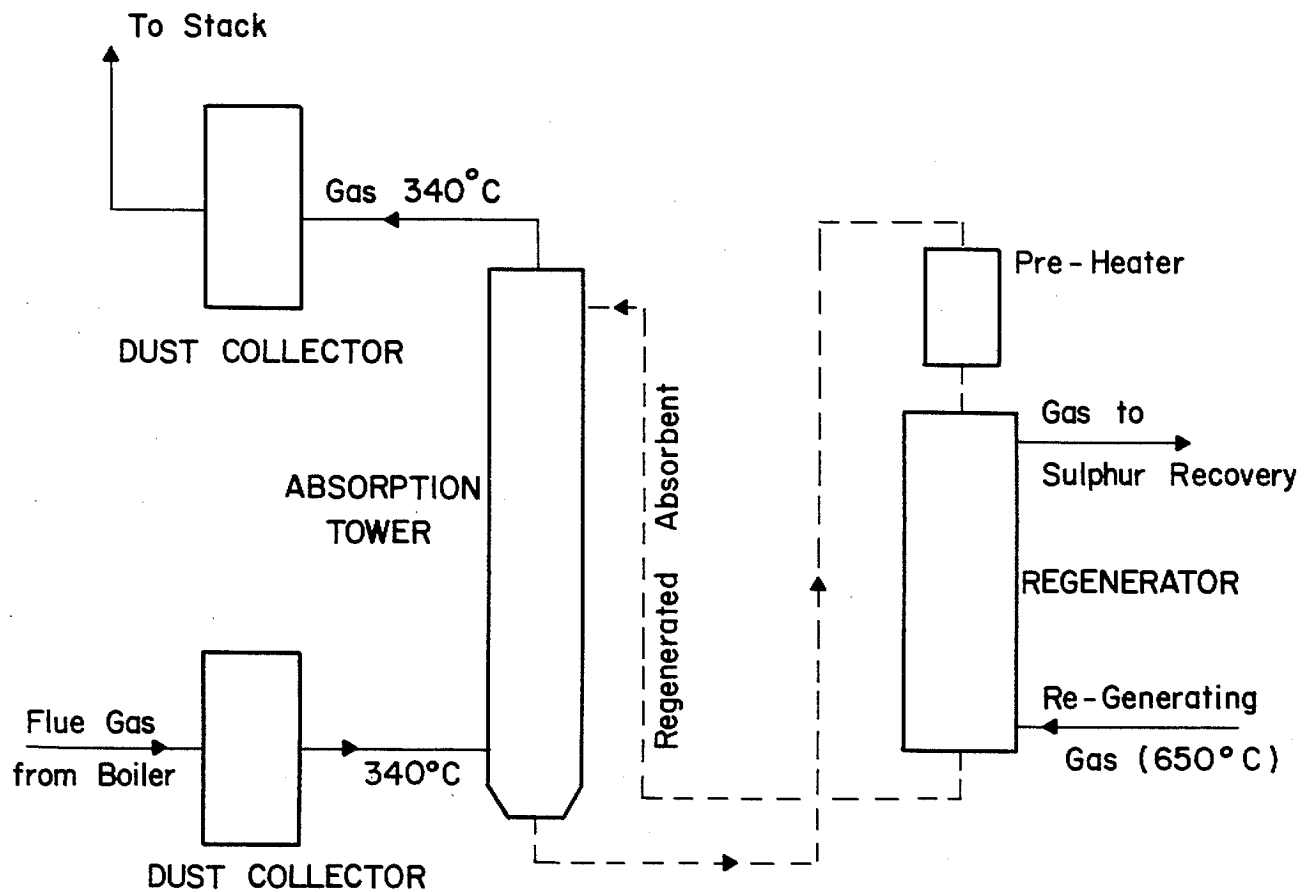 To Stack
Gas 340°C
DUST COLLECTOR
Pre-Heater
Gas to
Sulphur Recovery
ABSORPTION
TOWER
Regenerated Absorbent
REGENERATOR
Re-Generating
Gas (650°C)
Flue Gas
from Boiler
340°C
DUST COLLECTOR